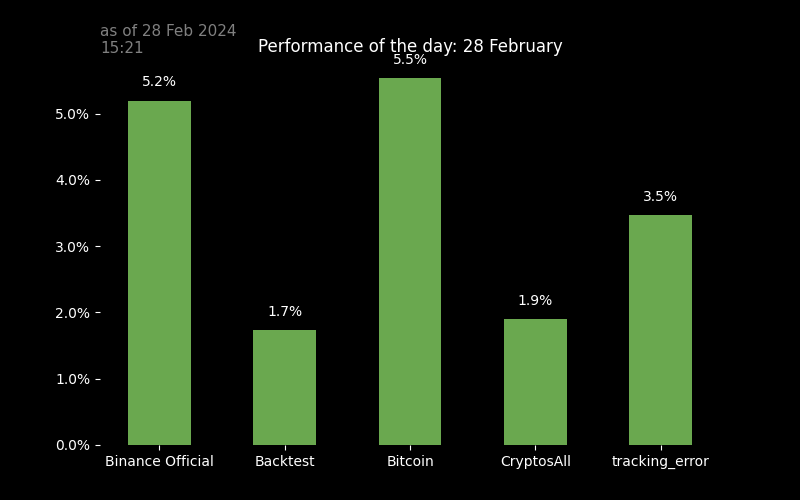 as of 28 Feb 2024
15:21
Performance of the day: 28 February
5.2%
1.7%
5.5%
1.9%
3.5%
5.0%
4.0%
3.0%
2.0%
1.0%
0.0%
Binance Official
Backtest
Bitcoin
CryptosAll
tracking_error